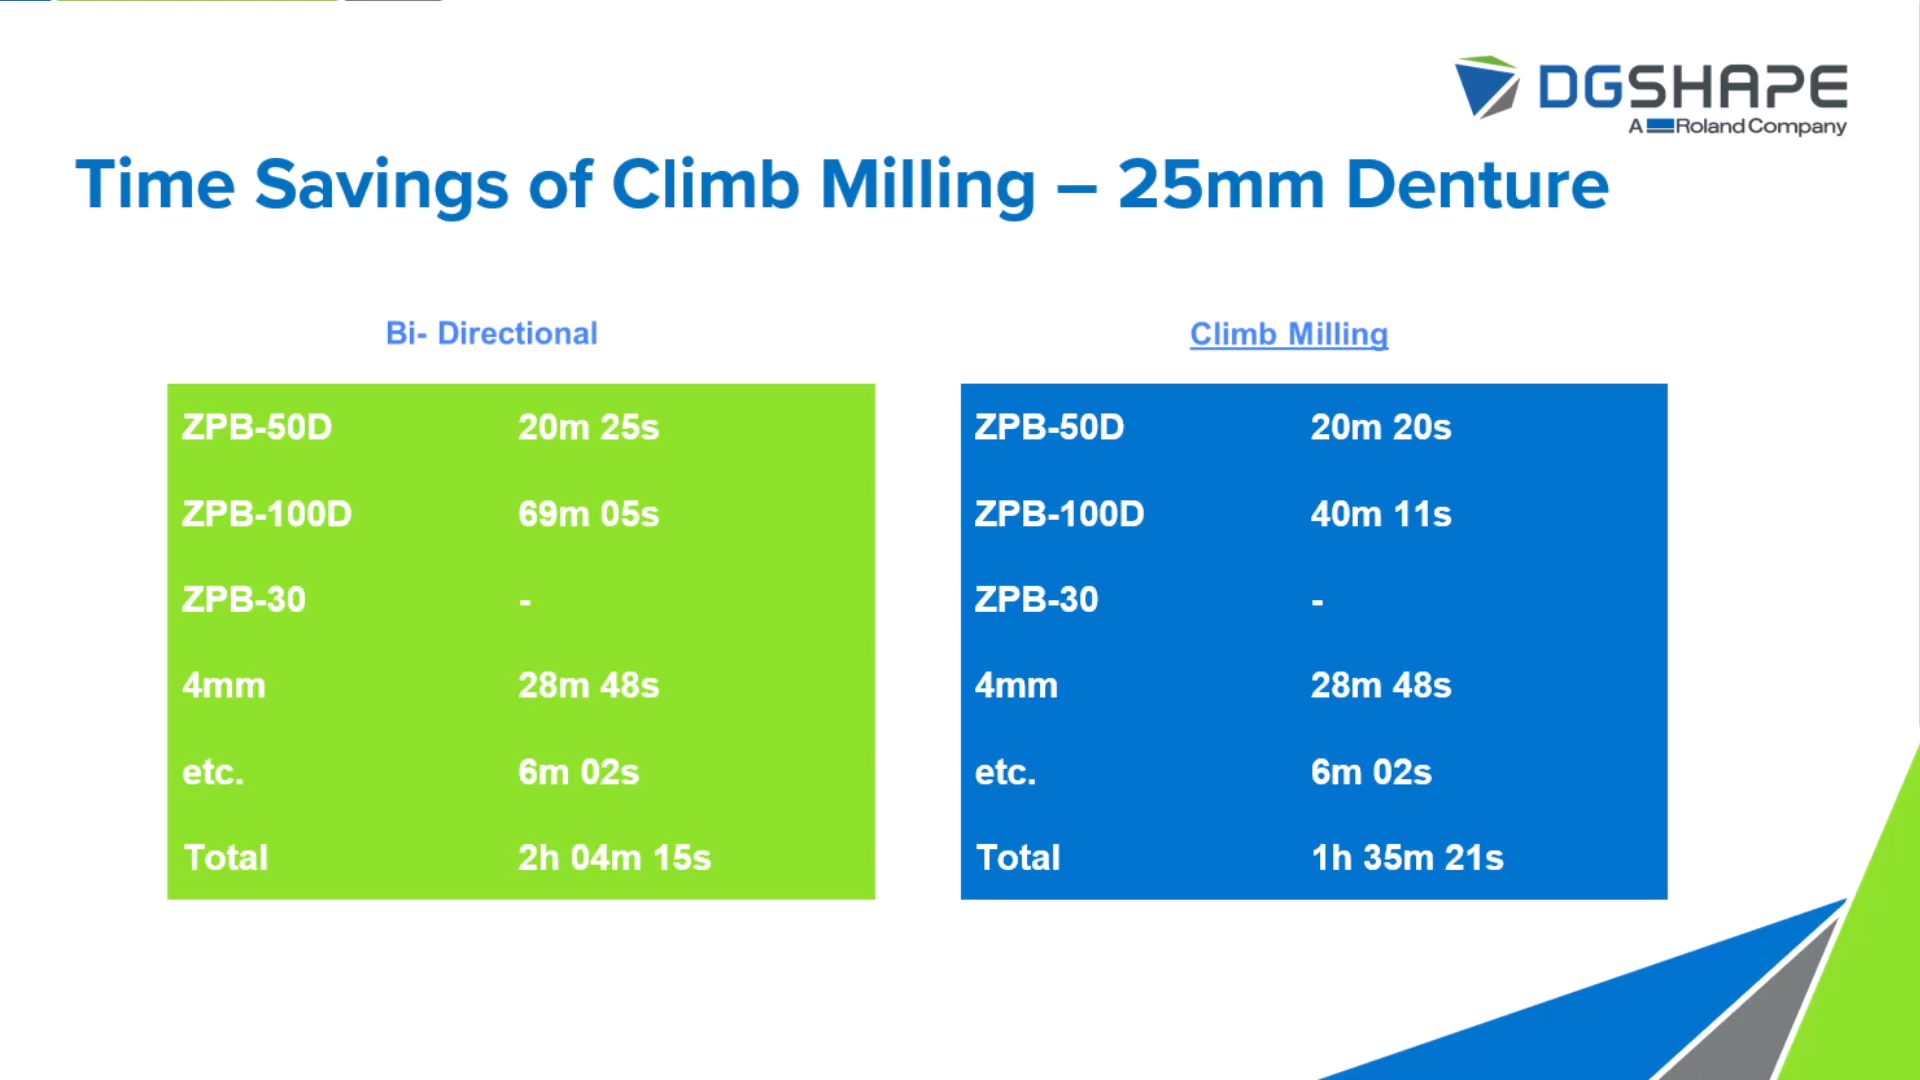 DGSHAPE
A Roland Company
Time Savings of Climb Milling – 25mm Denture
Bi- Directional
ZPB-50D 20m 25s
ZPB-100D 69m 05s
ZPB-30 -
4mm 28m 48s
etc. 6m 02s
Total 2h 04m 15s
Climb Milling
ZPB-50D 20m 20s
ZPB-100D 40m 11s
ZPB-30 -
4mm 28m 48s
etc. 6m 02s
Total 1h 35m 21s